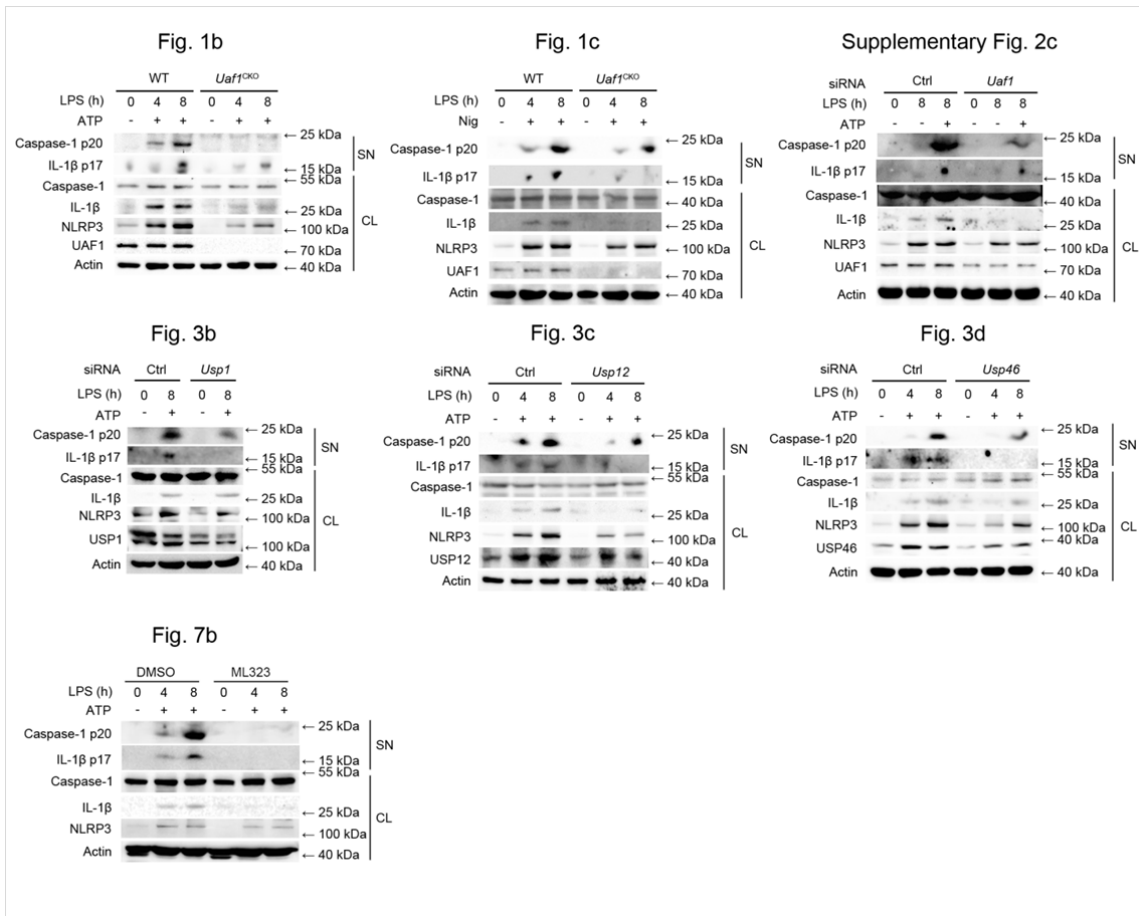 Fig. 1b
WT Uaf1CKO
LPS (h) 0 4 8 0 4 8
ATP - + + - + +
Caspase-1 p20 ← 25 kDa
IL-1β p17 ← 15 kDa
SN
Caspase-1 ← 55 kDa
IL-1β ← 25 kDa
NLRP3 ← 100 kDa
UAF1 ← 70 kDa
Actin ← 40 kDa
CL
Fig. 1c
WT Uaf1CKO
LPS (h) 0 4 8 0 4 8
Nig - + + - + +
Caspase-1 p20 ← 25 kDa
IL-1β p17 ← 15 kDa
SN
Caspase-1 ← 40 kDa
IL-1β ← 25 kDa
NLRP3 ← 100 kDa
UAF1 ← 70 kDa
Actin ← 40 kDa
CL
Supplementary Fig. 2c
siRNA Ctrl Uaf1
LPS (h) 0 8 8 0 8 8
ATP - - + - - +
Caspase-1 p20 ← 25 kDa
IL-1β p17 ← 15 kDa
SN
Caspase-1 ← 40 kDa
IL-1β ← 25 kDa
NLRP3 ← 100 kDa
UAF1 ← 70 kDa
Actin ← 40 kDa
CL
Fig. 3b
siRNA Ctrl Usp1
LPS (h) 0 8 0 8
ATP - + - +
Caspase-1 p20 ← 25 kDa
IL-1β p17 ← 15 kDa
SN
Caspase-1 ← 55 kDa
IL-1β ← 25 kDa
NLRP3 ← 100 kDa
USP1 ← 100 kDa
Actin ← 40 kDa
CL
Fig. 3c
siRNA Ctrl Usp12
LPS (h) 0 4 8 0 4 8
ATP - + + - + +
Caspase-1 p20 ← 25 kDa
IL-1β p17 ← 15 kDa
SN
Caspase-1 ← 55 kDa
IL-1β ← 25 kDa
NLRP3 ← 100 kDa
USP12 ← 40 kDa
Actin ← 40 kDa
CL
Fig. 3d
siRNA Ctrl Usp46
LPS (h) 0 4 8 0 4 8
ATP - + + - + +
Caspase-1 p20 ← 25 kDa
IL-1β p17 ← 15 kDa
SN
Caspase-1 ← 55 kDa
IL-1β ← 25 kDa
NLRP3 ← 100 kDa
USP46 ← 40 kDa
Actin ← 40 kDa
CL
Fig. 7b
DMSO ML323
LPS (h) 0 4 8 0 4 8
ATP - + + - + +
Caspase-1 p20 ← 25 kDa
IL-1β p17 ← 15 kDa
SN
Caspase-1 ← 55 kDa
IL-1β ← 25 kDa
NLRP3 ← 100 kDa
Actin ← 40 kDa
CL